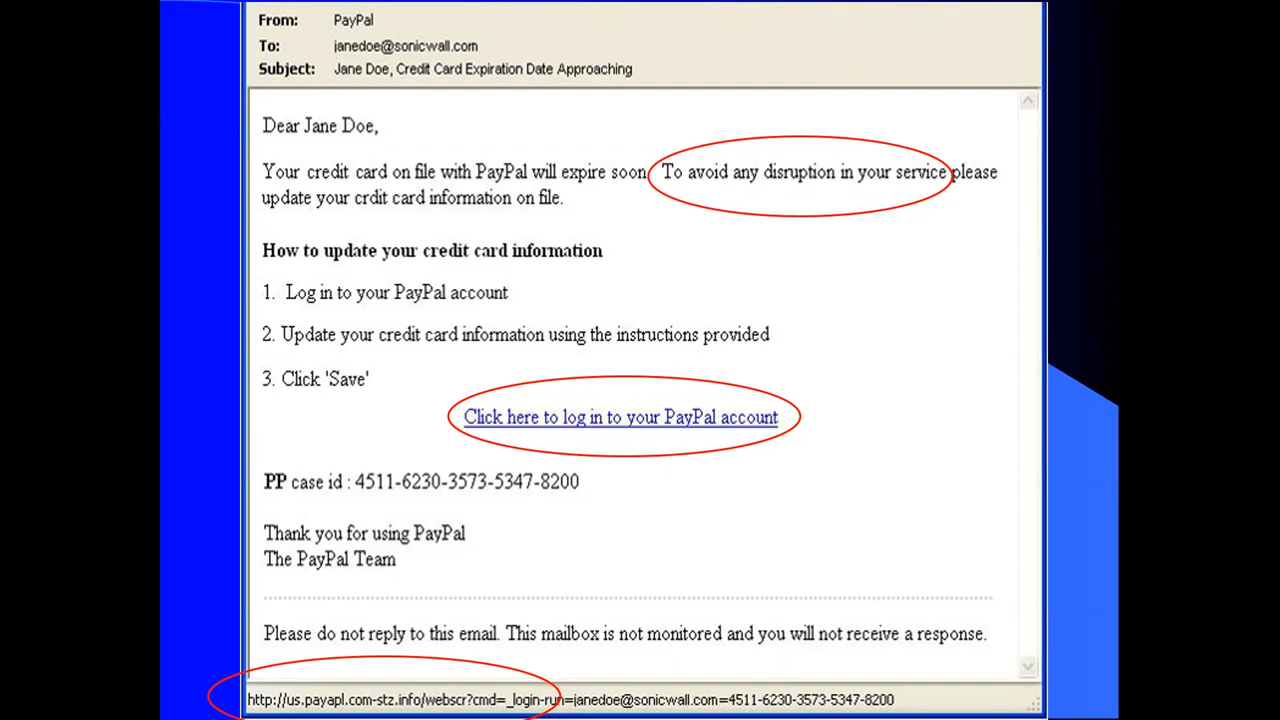 From: PayPal
To: janedoe@sonicwall.com
Subject: Jane Doe, Credit Card Expiration Date Approaching
Dear Jane Doe,
Your credit card on file with PayPal will expire soon. To avoid any disruption in your service please
update your crdit card information on file.
How to update your credit card information
1. Log in to your PayPal account
2. Update your credit card information using the instructions provided
3. Click 'Save'
Click here to log in to your PayPal account
PP case id : 4511-6230-3573-5347-8200
Thank you for using PayPal
The PayPal Team
Please do not reply to this email. This mailbox is not monitored and you will not receive a response.
http://us.payapl.com-stz.info/webscr?cmd=_login-run=janedoe@sonicwall.com=4511-6230-3573-5347-8200